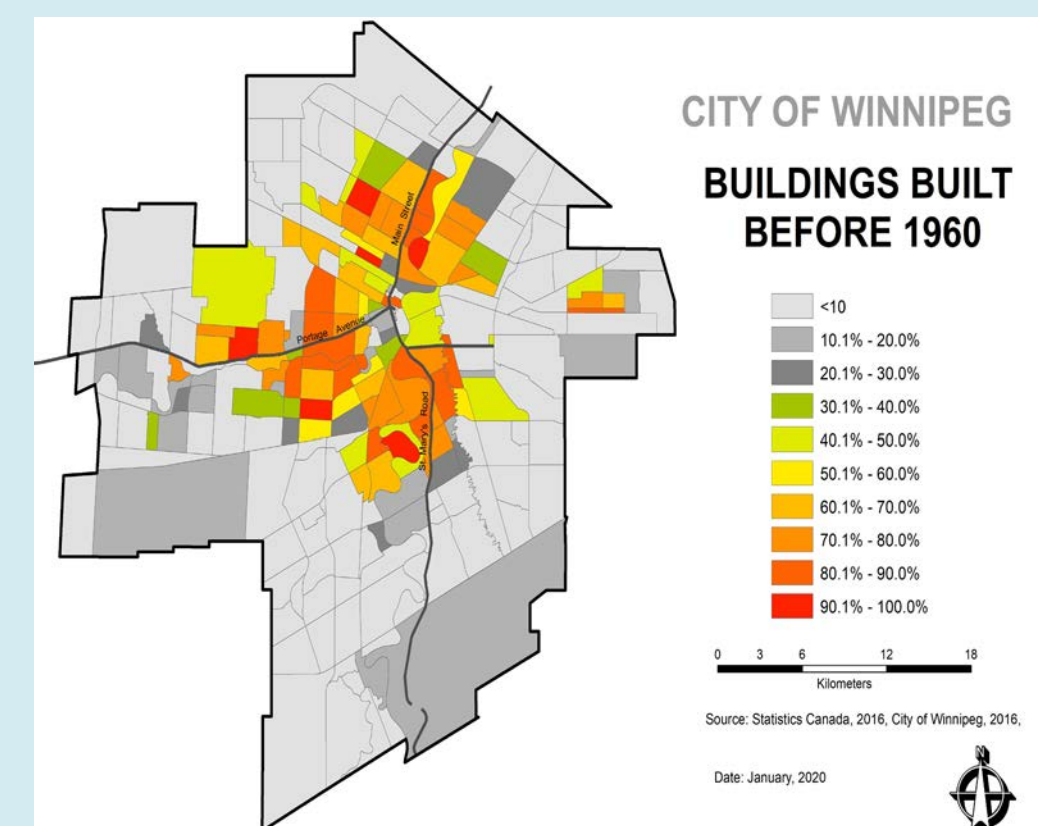 CITY OF WINNIPEG
BUILDINGS BUILT
BEFORE 1960
<10
10.1% - 20.0%
20.1% - 30.0%
30.1% - 40.0%
40.1% - 50.0%
50.1% - 60.0%
60.1% - 70.0%
70.1% - 80.0%
80.1% - 90.0%
90.1% - 100.0%
0 3 6 12 18
Kilometers
Source: Statistics Canada, 2016, City of Winnipeg, 2016,
Date: January, 2020
N
Main Street
Portage Avenue
St. Mary's Road